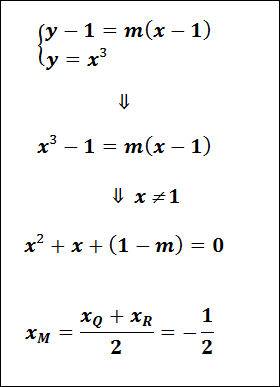 {y − 1 = m(x − 1)
y = x³
⇓
x³ − 1 = m(x − 1)
⇓ x ≠ 1
x² + x + (1 − m) = 0
x_M = (x_Q + x_R)/2 = −1/2